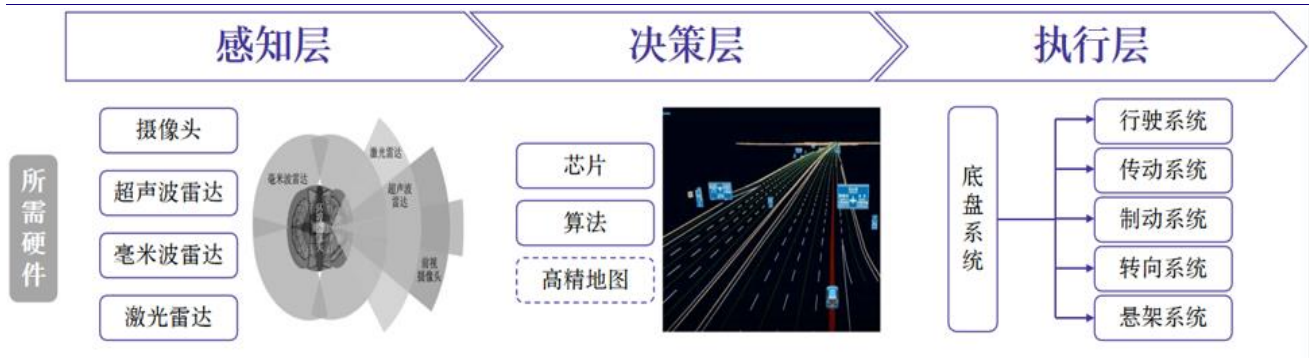 感知层
决策层
执行层
所需硬件
摄像头
超声波雷达
毫米波雷达
激光雷达
毫米波雷达
激光雷达
超声波
雷达
前视
摄像头
芯片
算法
高精地图
底盘系统
行驶系统
传动系统
制动系统
转向系统
悬架系统